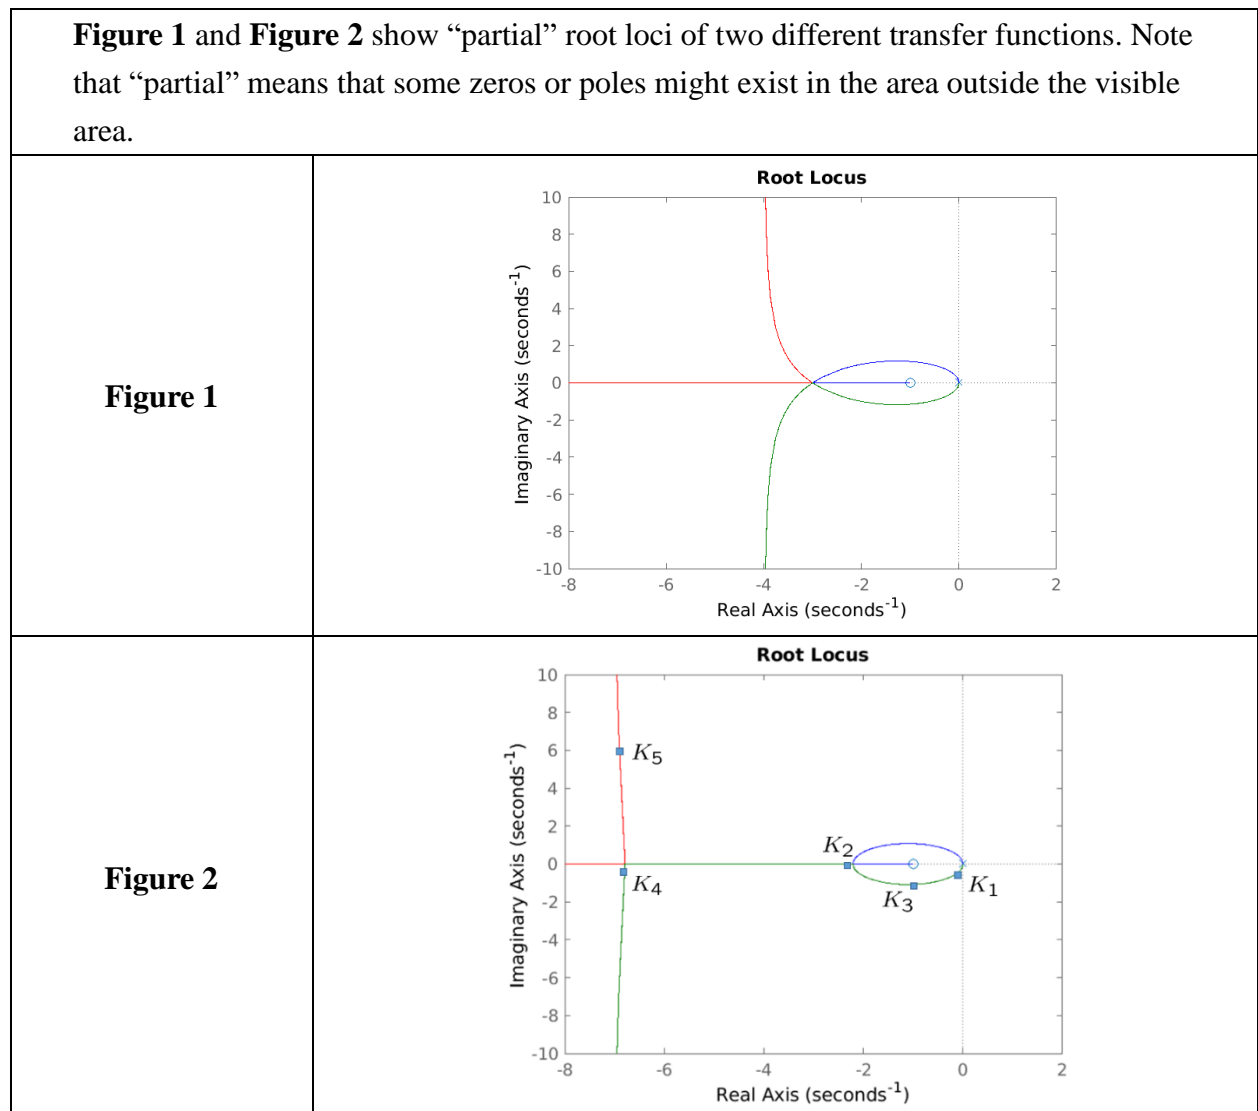 Figure 1 and Figure 2 show “partial” root loci of two different transfer functions. Note
that “partial” means that some zeros or poles might exist in the area outside the visible
area.
Figure 1
Root Locus
10
8
6
4
2
0
-2
-4
-6
-8
-10
Imaginary Axis (seconds⁻¹)
-8 -6 -4 -2 0 2
Real Axis (seconds⁻¹)
Figure 2
Root Locus
10
8
6
4
2
0
-2
-4
-6
-8
-10
Imaginary Axis (seconds⁻¹)
K₅
K₂
K₄
K₃
K₁
-8 -6 -4 -2 0 2
Real Axis (seconds⁻¹)